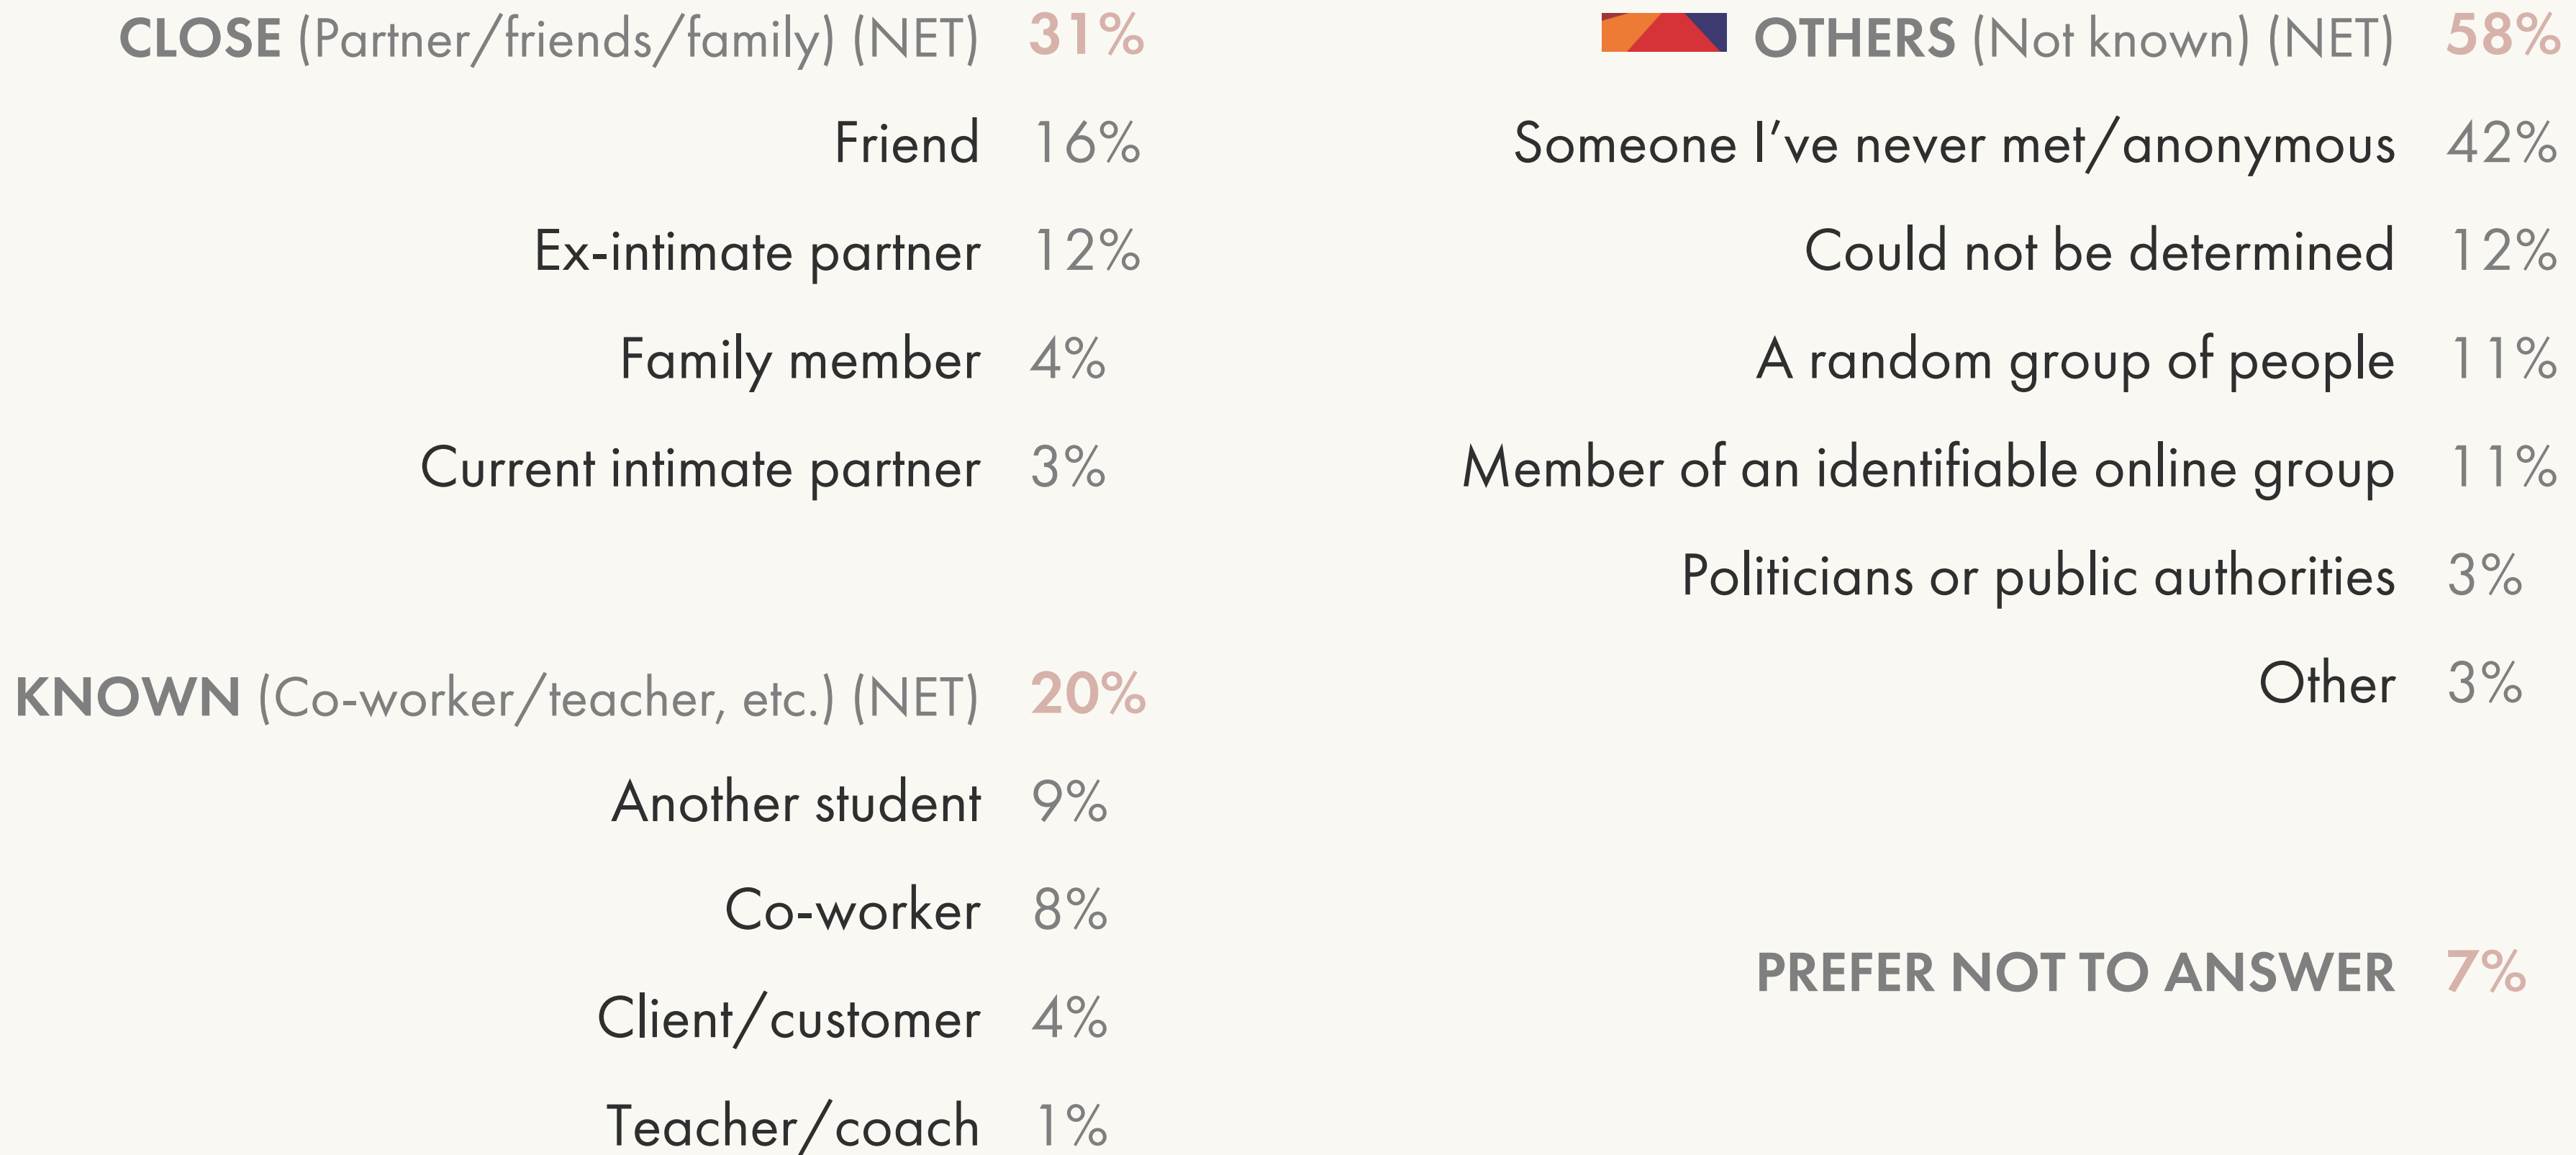 CLOSE (Partner/friends/family) (NET) 31%
Friend 16%
Ex-intimate partner 12%
Family member 4%
Current intimate partner 3%
KNOWN (Co-worker/teacher, etc.) (NET) 20%
Another student 9%
Co-worker 8%
Client/customer 4%
Teacher/coach 1%
OTHERS (Not known) (NET) 58%
Someone I’ve never met/anonymous 42%
Could not be determined 12%
A random group of people 11%
Member of an identifiable online group 11%
Politicians or public authorities 3%
Other 3%
PREFER NOT TO ANSWER 7%